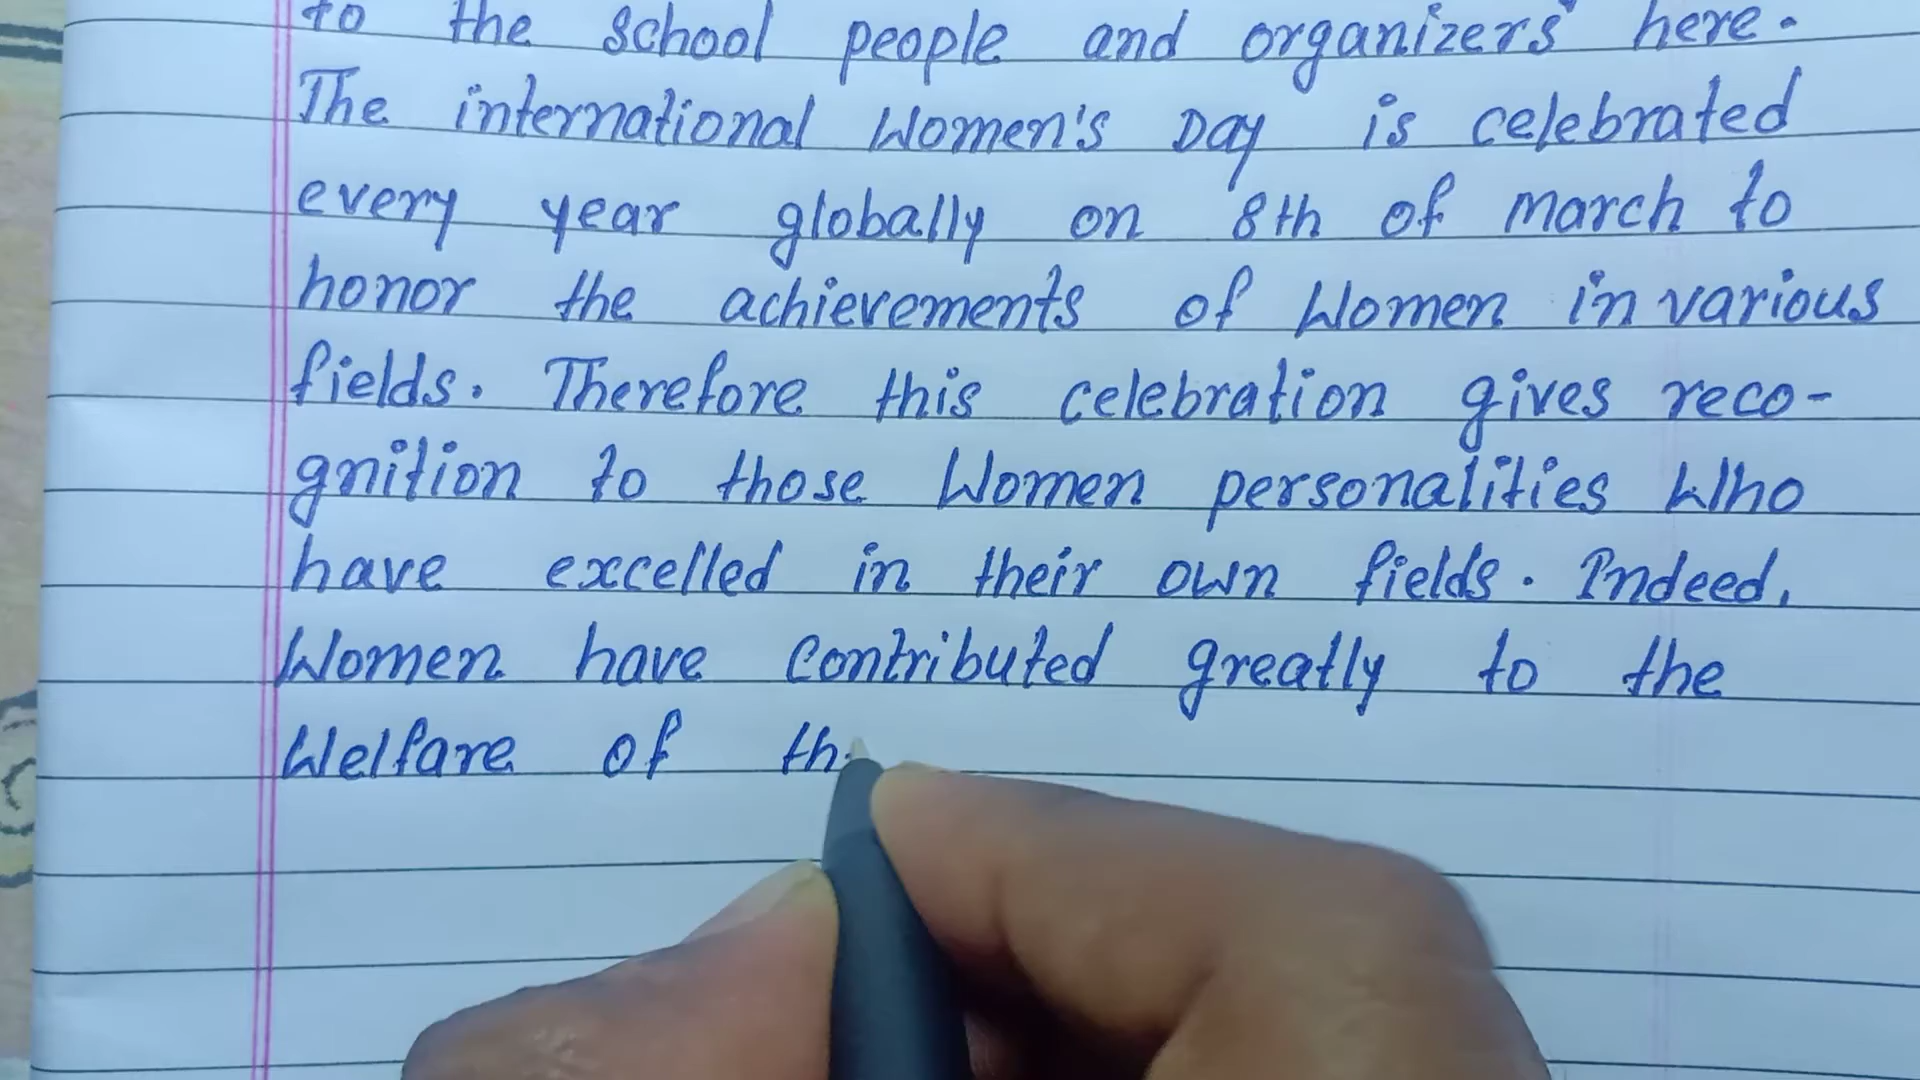 to the school people and organizers here.
The international Women's Day is celebrated
every year globally on 8th of march to
honor the achievements of Women in various
fields. Therefore this celebration gives reco-
gnition to those Women personalities Who
have excelled in their own fields. Indeed,
Women have contributed greatly to the
Welfare of th